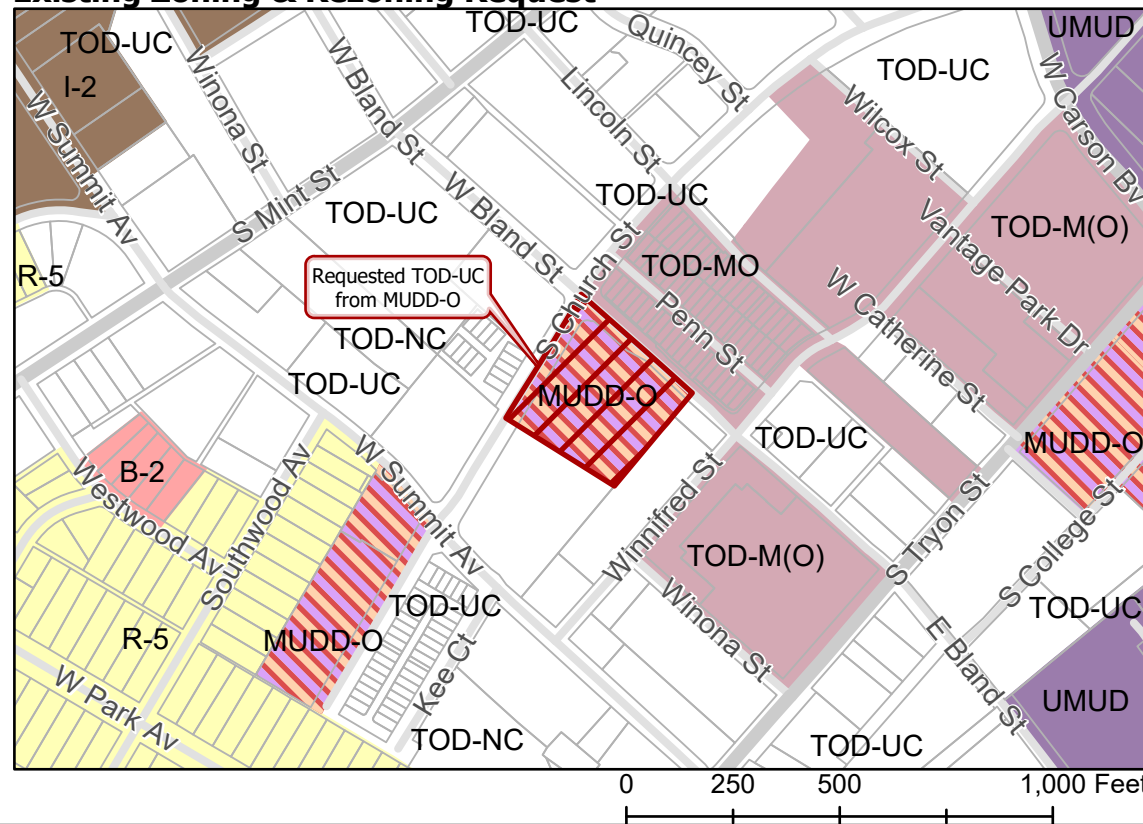 Existing Zoning & Rezoning Request
TOD-UC
TOD-UC
UMUD
I-2
Winona St
W Bland St
Quincey St
Lincoln St
TOD-UC
W Carson Bv
W Summit Av
Wilcox St
S Mint St
TOD-UC
W Bland St
TOD-UC
Vantage Park Dr
TOD-M(O)
R-5
Requested TOD-UC
from MUDD-O
S Church St
TOD-MO
Penn St
W Catherine St
TOD-NC
TOD-UC
MUDD-O
TOD-UC
MUDD-O
B-2
Westwood Av
Southwood Av
W Summit Av
Winnifred St
TOD-M(O)
S Tryon St
S College St
Winona St
TOD-UC
TOD-UC
R-5
MUDD-O
Kee Ct
E Bland St
UMUD
W Park Av
TOD-NC
TOD-UC
0 250 500 1,000 Feet